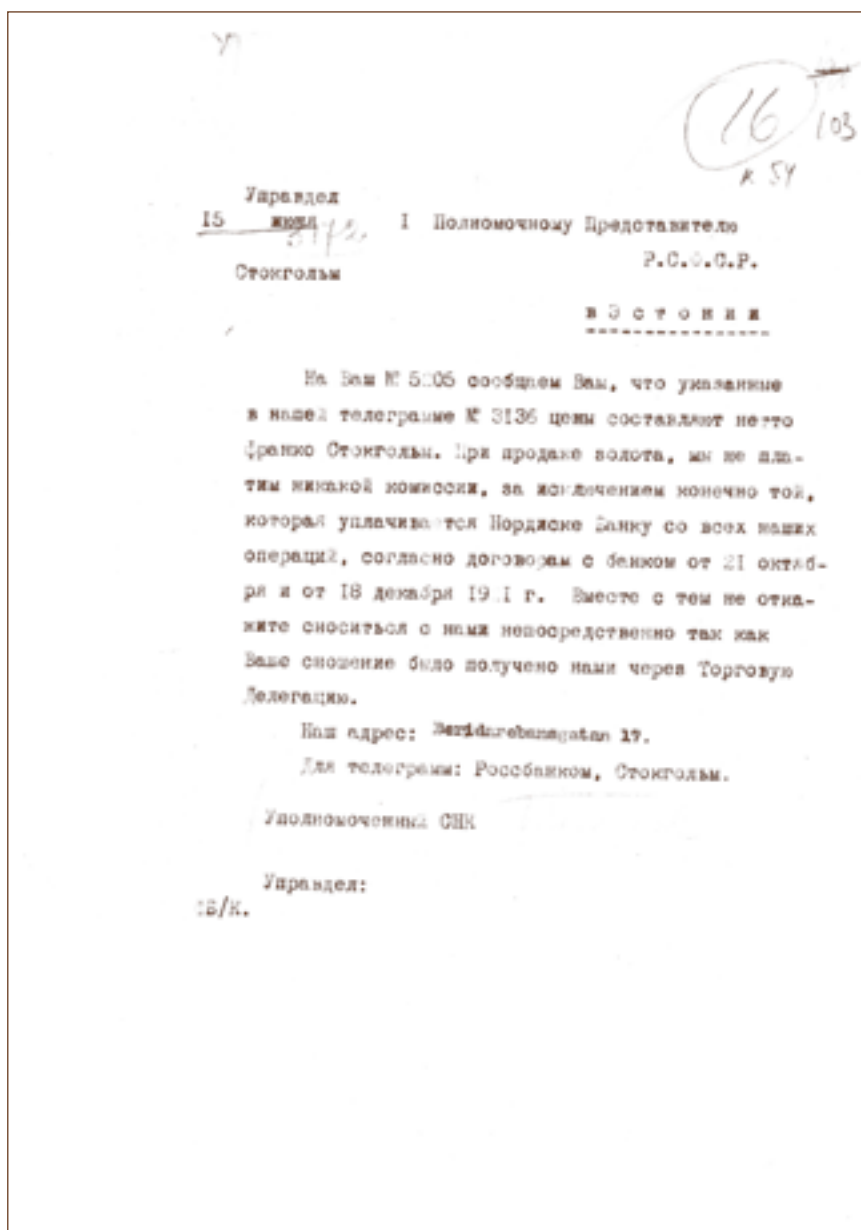 16
103
к 54
Управдел
15 июля I Полномочному Представителю
3172
Р.С.Ф.С.Р.
Стокгольм
в Э с т о н и и
На Ваш № 5205 сообщаем Вам, что указанные
в нашей телеграмме № 3136 цены составляют нетто
франко Стокгольм. При продаже золота, мы не пла-
тим никакой комиссии, за исключением конечно той,
которая уплачивается Нордиске Банку со всех наших
операций, согласно договорам с банком от 21 октяб-
ря и от 18 декабря 1921 г. Вместе с тем не отка-
жите сноситься с нами непосредственно так как
Ваше сношение было получено нами через Торговую
Делегацию.
Наш адрес: 17.
Для телеграмм: Россбанком, Стокгольм.
Уполномоченный СНК
Управдел:
/К.